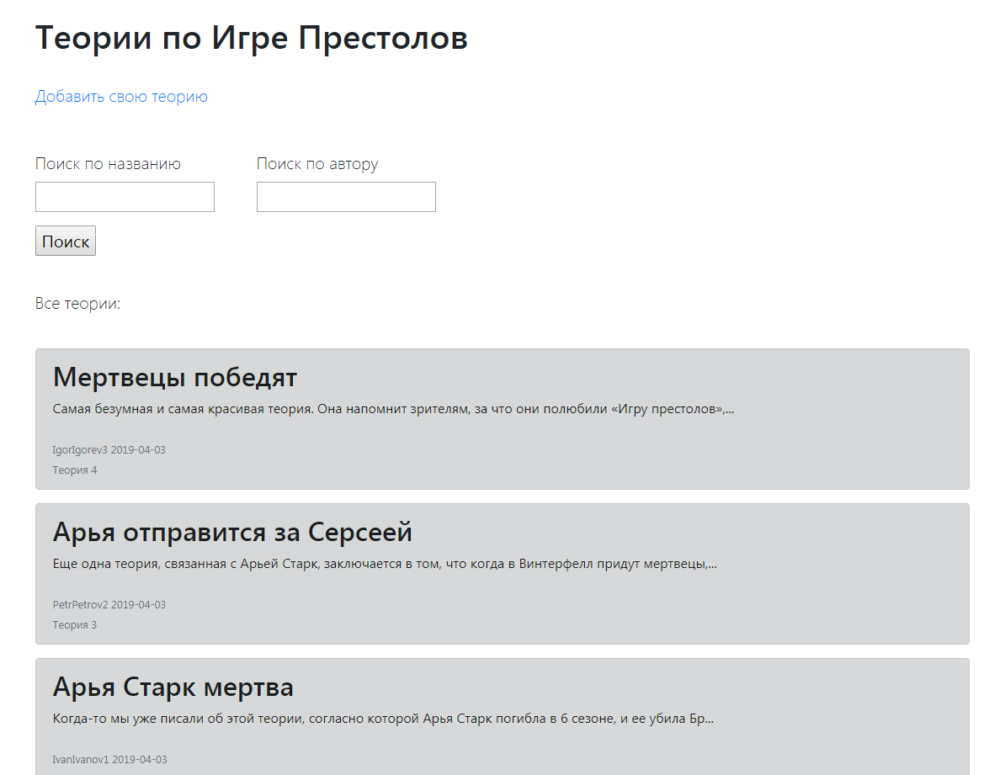 Теории по Игре Престолов
Добавить свою теорию
Поиск по названию Поиск по автору
Поиск
Все теории:
Мертвецы победят
Самая безумная и самая красивая теория. Она напомнит зрителям, за что они полюбили «Игру престолов»,...
IgorIgorev3 2019-04-03
Теория 4
Арья отправится за Серсеей
Еще одна теория, связанная с Арьей Старк, заключается в том, что когда в Винтерфелл придут мертвецы,...
PetrPetrov2 2019-04-03
Теория 3
Арья Старк мертва
Когда-то мы уже писали об этой теории, согласно которой Арья Старк погибла в 6 сезоне, и ее убила Бр...
IvanIvanov1 2019-04-03